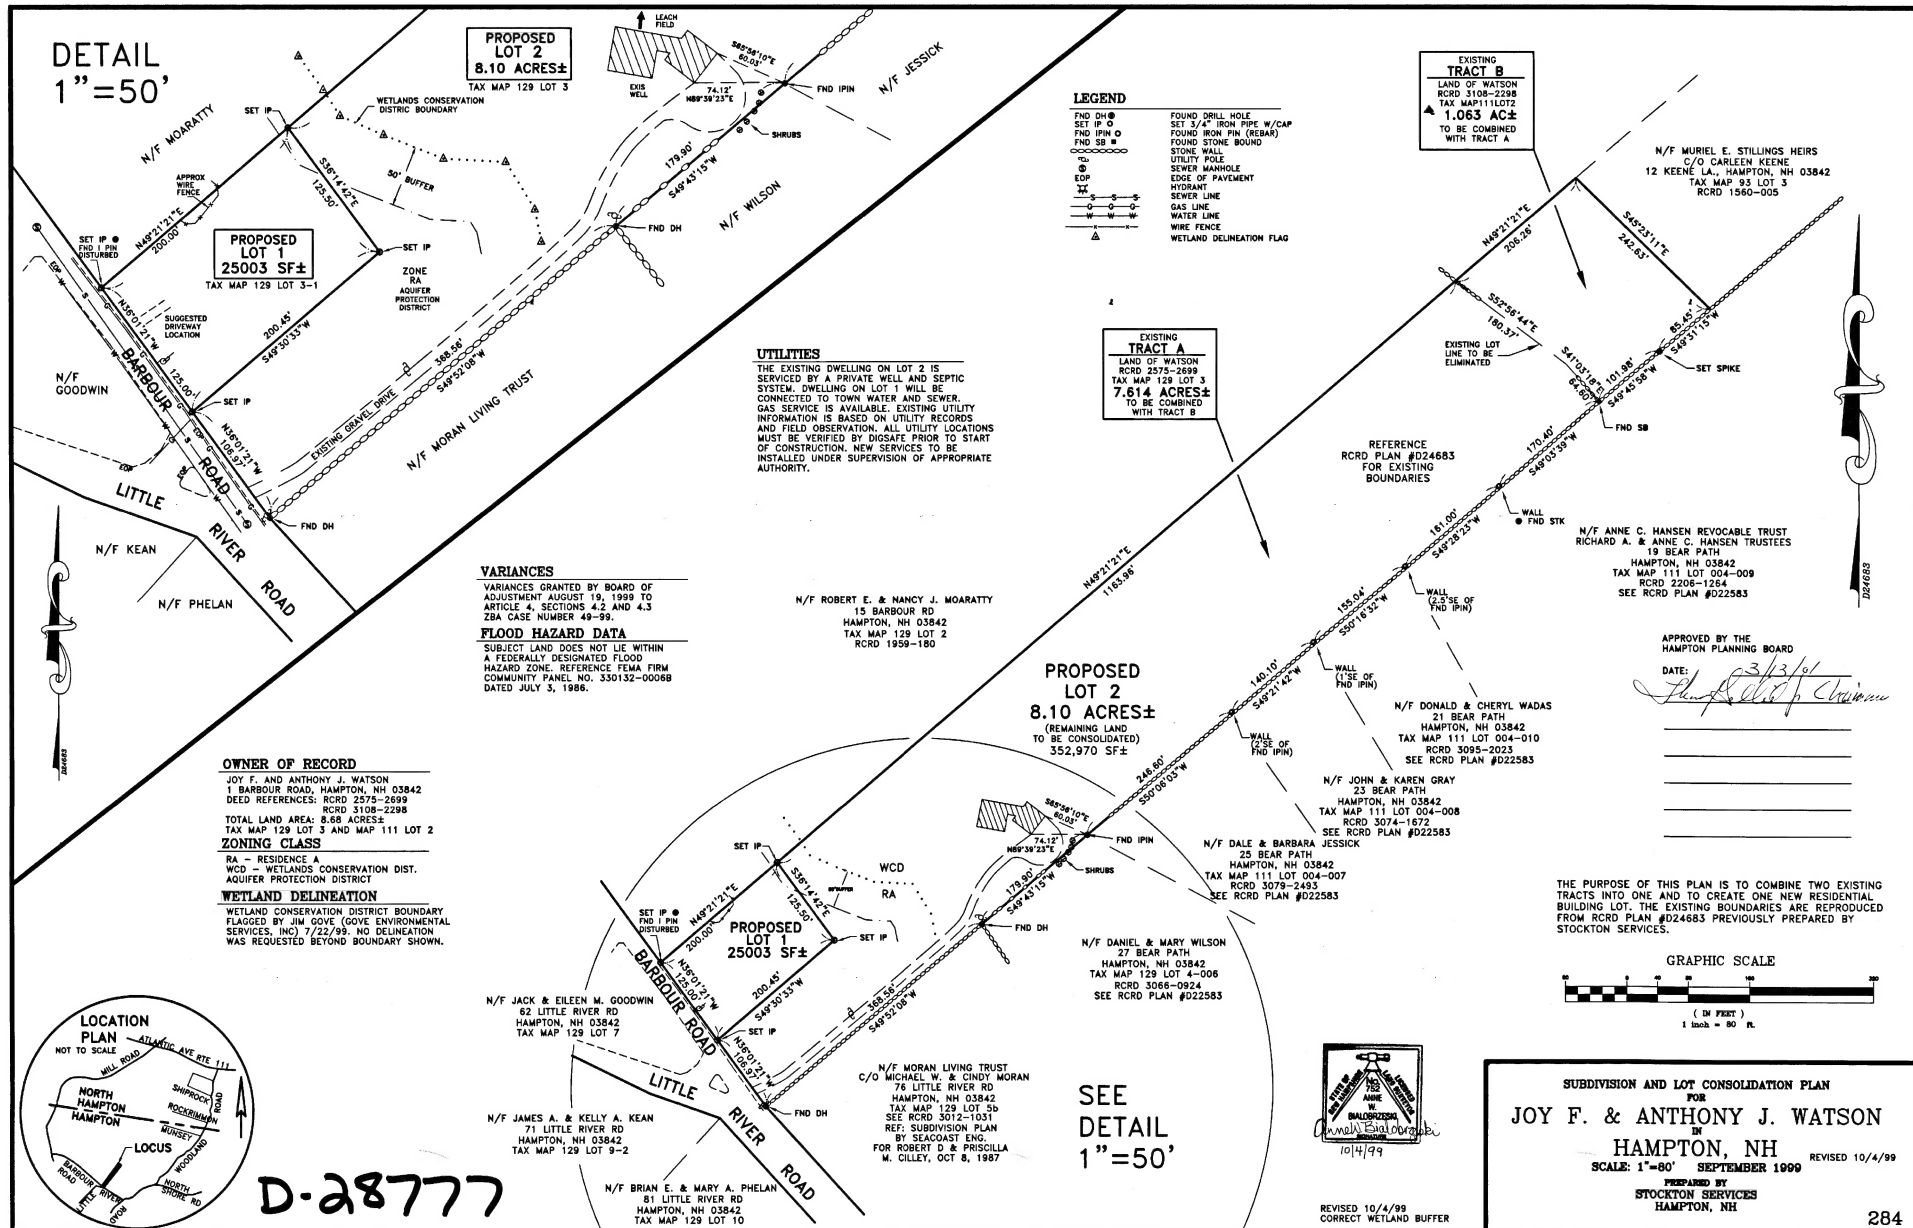 DETAIL
1"=50'
PROPOSED
LOT 2
8.10 ACRES±
TAX MAP 129 LOT 3
LEACH
FIELD
EXIS
WELL
S65°56'10"E
60.03'
74.12'
N89°39'23"E
FND IPIN
N/F JESSICK
SHRUBS
WETLANDS CONSERVATION
DISTRIC BOUNDARY
SET IP
N/F MOARATTY
50' BUFFER
S36°14'42"E
125.50'
APPROX
WIRE
FENCE
N49°21'21"E
200.00'
SET IP
FND I PIN
DISTURBED
PROPOSED
LOT 1
25003 SF±
TAX MAP 129 LOT 3-1
SET IP
ZONE
RA
AQUIFER
PROTECTION
DISTRICT
179.90'
S49°43'15"W
N/F WILSON
FND DH
SUGGESTED
DRIVEWAY
LOCATION
N36°01'21"W
125.00'
200.45'
S49°30'33"W
EOP
BARBOUR
ROAD
N/F
GOODWIN
SET IP
N36°01'21"W
106.97'
EXISTING GRAVEL DRIVE
368.56'
S49°52'08"W
N/F MORAN LIVING TRUST
EOP
EOP
EOP
LITTLE
RIVER
ROAD
FND DH
N/F KEAN
N/F PHELAN
D24683
LEGEND
FND DH FOUND DRILL HOLE
SET IP SET 3/4" IRON PIPE W/CAP
FND IPIN FOUND IRON PIN (REBAR)
FND SB FOUND STONE BOUND
STONE WALL
UTILITY POLE
SEWER MANHOLE
EOP EDGE OF PAVEMENT
HYDRANT
S S S SEWER LINE
G G G GAS LINE
W W W WATER LINE
WIRE FENCE
WETLAND DELINEATION FLAG
EXISTING
TRACT B
LAND OF WATSON
RCRD 3108-2298
TAX MAP111LOT2
1.063 AC±
TO BE COMBINED
WITH TRACT A
N/F MURIEL E. STILLINGS HEIRS
C/O CARLEEN KEENE
12 KEENE LA., HAMPTON, NH 03842
TAX MAP 93 LOT 3
RCRD 1560-005
N49°21'21"E
206.26'
S45°23'11"E
242.63'
S52°56'44"E
180.37'
EXISTING LOT
LINE TO BE
ELIMINATED
S41°03'18"E
64.60'
85.45'
S49°31'15"W
101.98'
S49°45'58"W
SET SPIKE
FND SB
EXISTING
TRACT A
LAND OF WATSON
RCRD 2575-2699
TAX MAP 129 LOT 3
7.614 ACRES±
TO BE COMBINED
WITH TRACT B
UTILITIES
THE EXISTING DWELLING ON LOT 2 IS
SERVICED BY A PRIVATE WELL AND SEPTIC
SYSTEM. DWELLING ON LOT 1 WILL BE
CONNECTED TO TOWN WATER AND SEWER.
GAS SERVICE IS AVAILABLE. EXISTING UTILITY
INFORMATION IS BASED ON UTILITY RECORDS
AND FIELD OBSERVATION. ALL UTILITY LOCATIONS
MUST BE VERIFIED BY DIGSAFE PRIOR TO START
OF CONSTRUCTION. NEW SERVICES TO BE
INSTALLED UNDER SUPERVISION OF APPROPRIATE
AUTHORITY.
REFERENCE
RCRD PLAN #D24683
FOR EXISTING
BOUNDARIES
170.40'
S49°03'39"W
WALL
FND STK
161.00'
S49°28'23"W
N/F ANNE C. HANSEN REVOCABLE TRUST
RICHARD A. & ANNE C. HANSEN TRUSTEES
19 BEAR PATH
HAMPTON, NH 03842
TAX MAP 111 LOT 004-009
RCRD 2206-1264
SEE RCRD PLAN #D22583
D24683
VARIANCES
VARIANCES GRANTED BY BOARD OF
ADJUSTMENT AUGUST 19, 1999 TO
ARTICLE 4, SECTIONS 4.2 AND 4.3
ZBA CASE NUMBER 49-99.
FLOOD HAZARD DATA
SUBJECT LAND DOES NOT LIE WITHIN
A FEDERALLY DESIGNATED FLOOD
HAZARD ZONE. REFERENCE FEMA FIRM
COMMUNITY PANEL NO. 330132-0006B
DATED JULY 3, 1986.
N49°21'21"E
1163.96'
N/F ROBERT E. & NANCY J. MOARATTY
15 BARBOUR RD
HAMPTON, NH 03842
TAX MAP 129 LOT 2
RCRD 1959-180
155.04'
S50°16'32"W
WALL
(2.5'SE OF
FND IPIN)
140.10'
S49°21'42"W
WALL
(1'SE OF
FND IPIN)
WALL
(2'SE OF
FND IPIN)
246.60'
S50°06'03"W
APPROVED BY THE
HAMPTON PLANNING BOARD
DATE: 3/13/01
Chairman
PROPOSED
LOT 2
8.10 ACRES±
(REMAINING LAND
TO BE CONSOLIDATED)
352,970 SF±
N/F DONALD & CHERYL WADAS
21 BEAR PATH
HAMPTON, NH 03842
TAX MAP 111 LOT 004-010
RCRD 3095-2023
SEE RCRD PLAN #D22583
N/F JOHN & KAREN GRAY
23 BEAR PATH
HAMPTON, NH 03842
TAX MAP 111 LOT 004-008
RCRD 3074-1672
SEE RCRD PLAN #D22583
N/F DALE & BARBARA JESSICK
25 BEAR PATH
HAMPTON, NH 03842
TAX MAP 111 LOT 004-007
RCRD 3079-2493
SEE RCRD PLAN #D22583
OWNER OF RECORD
JOY F. AND ANTHONY J. WATSON
1 BARBOUR ROAD, HAMPTON, NH 03842
DEED REFERENCES: RCRD 2575-2699
RCRD 3108-2298
TOTAL LAND AREA: 8.68 ACRES±
TAX MAP 129 LOT 3 AND MAP 111 LOT 2
ZONING CLASS
RA - RESIDENCE A
WCD - WETLANDS CONSERVATION DIST.
AQUIFER PROTECTION DISTRICT
WETLAND DELINEATION
WETLAND CONSERVATION DISTRICT BOUNDARY
FLAGGED BY JIM GOVE (GOVE ENVIRONMENTAL
SERVICES, INC) 7/22/99. NO DELINEATION
WAS REQUESTED BEYOND BOUNDARY SHOWN.
SET IP
S65°56'10"E
60.03'
74.12'
N89°39'23"E
FND IPIN
SHRUBS
WCD
RA
50'BUFFER
N49°21'21"E
200.00'
S36°14'42"E
125.50'
SET IP
FND I PIN
DISTURBED
PROPOSED
LOT 1
25003 SF±
SET IP
179.90'
S49°43'15"W
FND DH
N36°01'21"W
125.00'
200.45'
S49°30'33"W
BARBOUR ROAD
SET IP
N36°01'21"W
106.97'
368.56'
S49°52'08"W
LITTLE
RIVER
ROAD
FND DH
N/F DANIEL & MARY WILSON
27 BEAR PATH
HAMPTON, NH 03842
TAX MAP 129 LOT 4-006
RCRD 3066-0924
SEE RCRD PLAN #D22583
N/F JACK & EILEEN M. GOODWIN
62 LITTLE RIVER RD
HAMPTON, NH 03842
TAX MAP 129 LOT 7
N/F JAMES A. & KELLY A. KEAN
71 LITTLE RIVER RD
HAMPTON, NH 03842
TAX MAP 129 LOT 9-2
N/F BRIAN E. & MARY A. PHELAN
81 LITTLE RIVER RD
HAMPTON, NH 03842
TAX MAP 129 LOT 10
N/F MORAN LIVING TRUST
C/O MICHAEL W. & CINDY MORAN
76 LITTLE RIVER RD
HAMPTON, NH 03842
TAX MAP 129 LOT 5b
SEE RCRD 3012-1031
REF: SUBDIVISION PLAN
BY SEACOAST ENG.
FOR ROBERT D & PRISCILLA
M. CILLEY, OCT 8, 1987
SEE
DETAIL
1"=50'
THE PURPOSE OF THIS PLAN IS TO COMBINE TWO EXISTING
TRACTS INTO ONE AND TO CREATE ONE NEW RESIDENTIAL
BUILDING LOT. THE EXISTING BOUNDARIES ARE REPRODUCED
FROM RCRD PLAN #D24683 PREVIOUSLY PREPARED BY
STOCKTON SERVICES.
GRAPHIC SCALE
80 0 40 80 160 320
( IN FEET )
1 inch = 80 ft.
LOCATION
PLAN
NOT TO SCALE
ATLANTIC AVE RTE 111
MILL ROAD
SHIPROCK
ROAD
NORTH
HAMPTON
HAMPTON
ROCKRIMMON
MUNSEY
WOODLAND
LOCUS
BARBOUR
ROAD
LITTLE RIVER
ROAD
NORTH
SHORE RD
D-28777
STATE OF
NEW HAMPSHIRE
LICENSED
LAND SURVEYOR
NO.
752
ANNE
W.
BIALOBRZESKI
SIGNATURE
Anne W Bialobrzeski
10/4/99
REVISED 10/4/99
CORRECT WETLAND BUFFER
SUBDIVISION AND LOT CONSOLIDATION PLAN
FOR
JOY F. & ANTHONY J. WATSON
IN
HAMPTON, NH
REVISED 10/4/99
SCALE: 1"=80' SEPTEMBER 1999
PREPARED BY
STOCKTON SERVICES
HAMPTON, NH
284